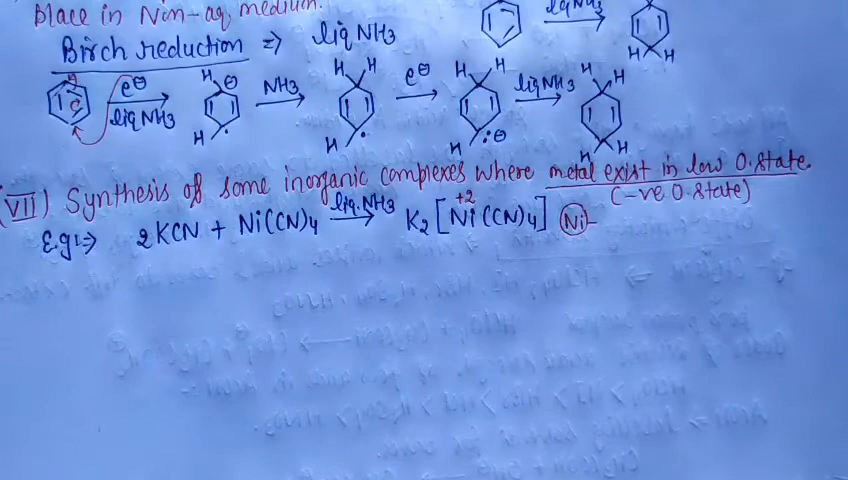 place in Non-aq. medium.
Birch reduction ⇒ liq NH3
liq NH3
H H
e⊖ liq NH3 H ⊖ H NH3 H H H e⊖ H H H :⊖ liq NH3 H H H H
(VII) Synthesis of some inorganic complexes where metal exist in low O.state.
(-ve O.state)
E.g:⇒ 2KCN + Ni(CN)4 liq.NH3 → K2[Ni(CN)4] +2 Ni-